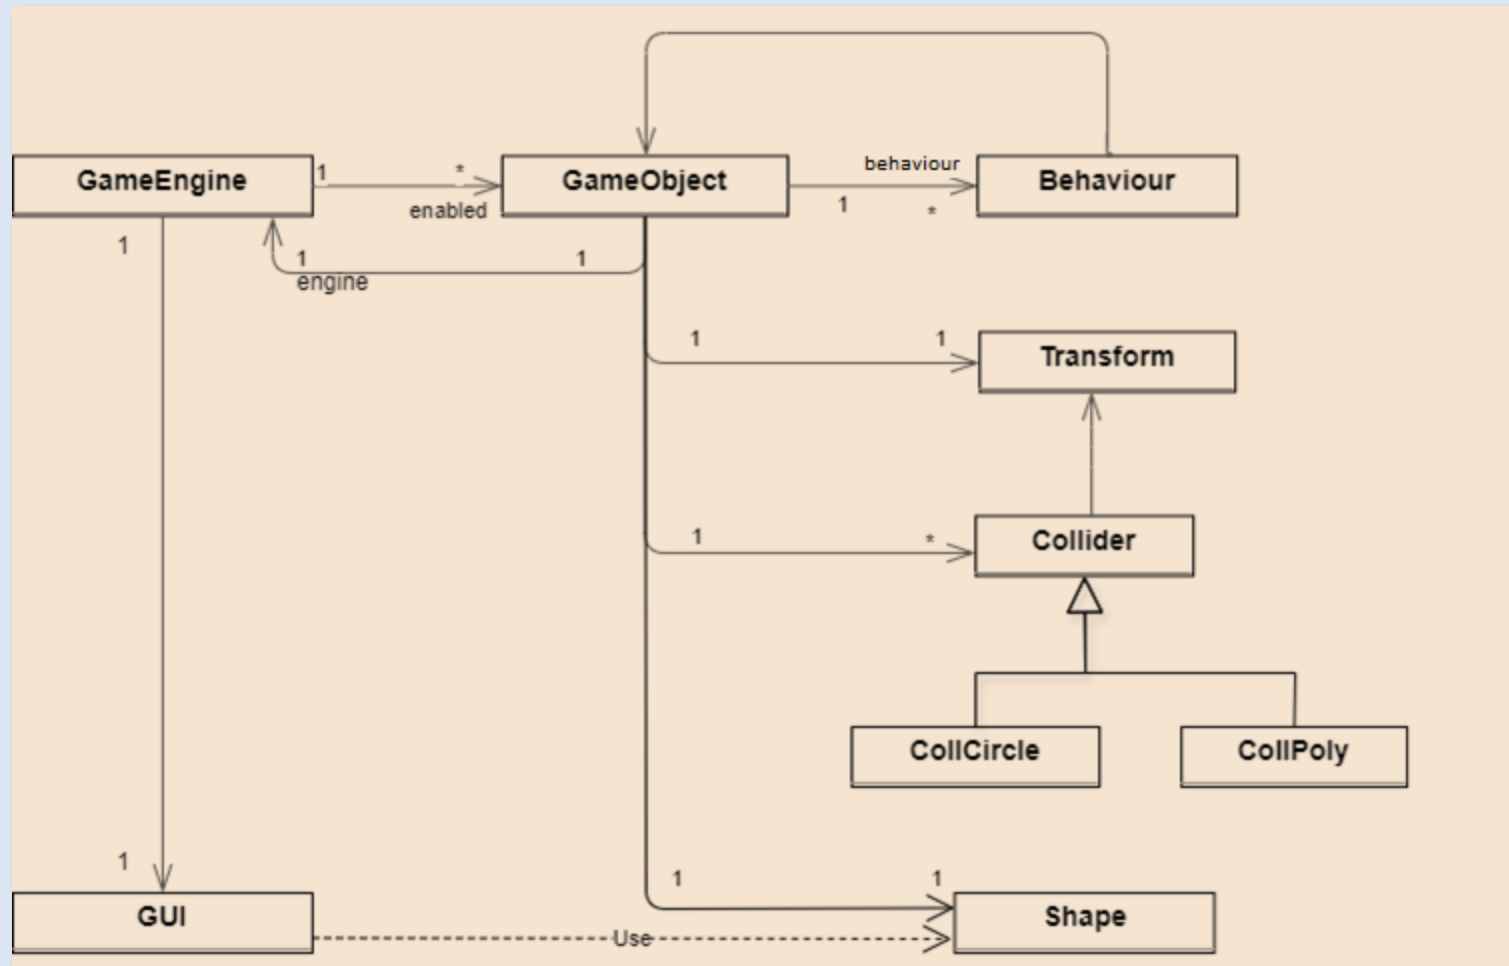 GameEngine
1
*
enabled
GameObject
behaviour
1
*
Behaviour
1
1
engine
1
1
1
Transform
1
*
Collider
CollCircle
CollPoly
1
GUI
Use
1
1
Shape